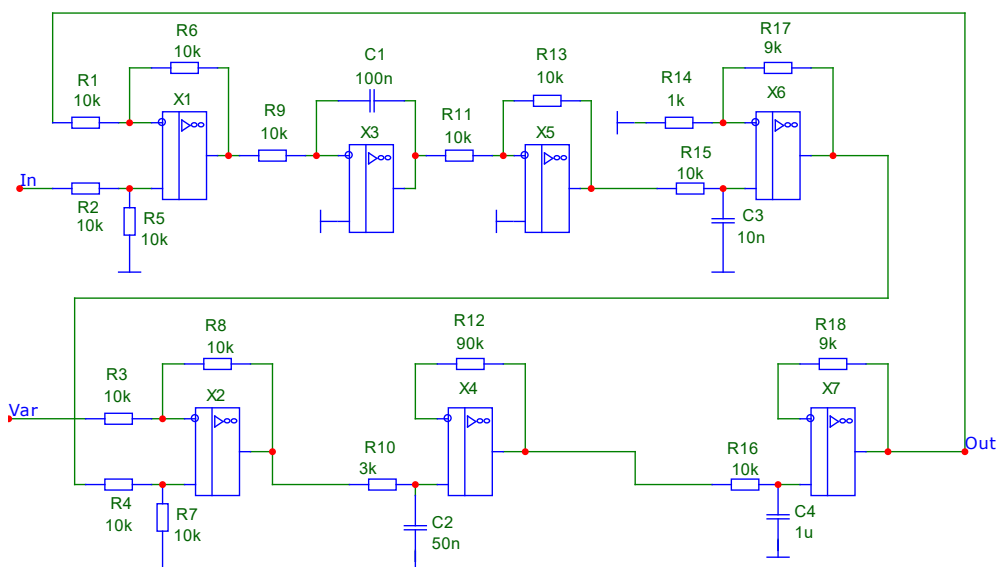 R6
10k
R1
10k
X1
In
R2
10k
R5
10k
R9
10k
C1
100n
X3
R11
10k
R13
10k
X5
R14
1k
R17
9k
X6
R15
10k
C3
10n
Var
R3
10k
R8
10k
X2
R4
10k
R7
10k
R10
3k
C2
50n
R12
90k
X4
R16
10k
R18
9k
X7
C4
1u
Out